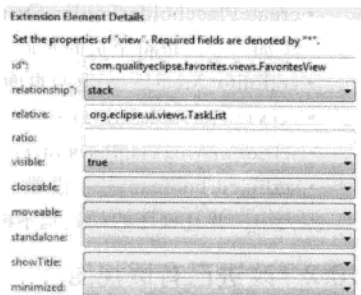 Extension Element Details
Set the properties of "view". Required fields are denoted by "*".
id*: com.qualityeclipse.favorites.views.FavoritesView
relationship*: stack
relative: org.eclipse.ui.views.TaskList
ratio:
visible: true
closeable:
moveable:
standalone:
showTitle:
minimized: